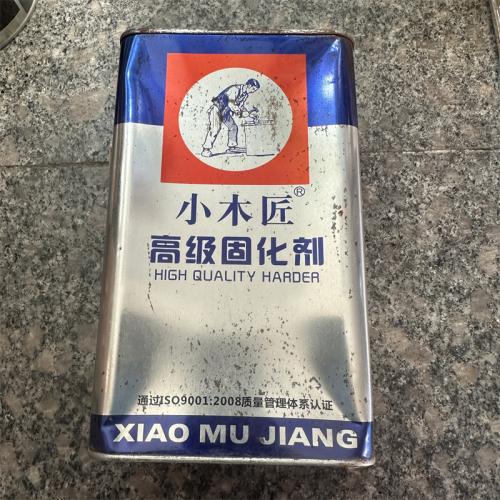 小木匠®
高级固化剂
HIGH QUALITY HARDER
通过ISO9001:2008质量管理体系认证
XIAO MU JIANG